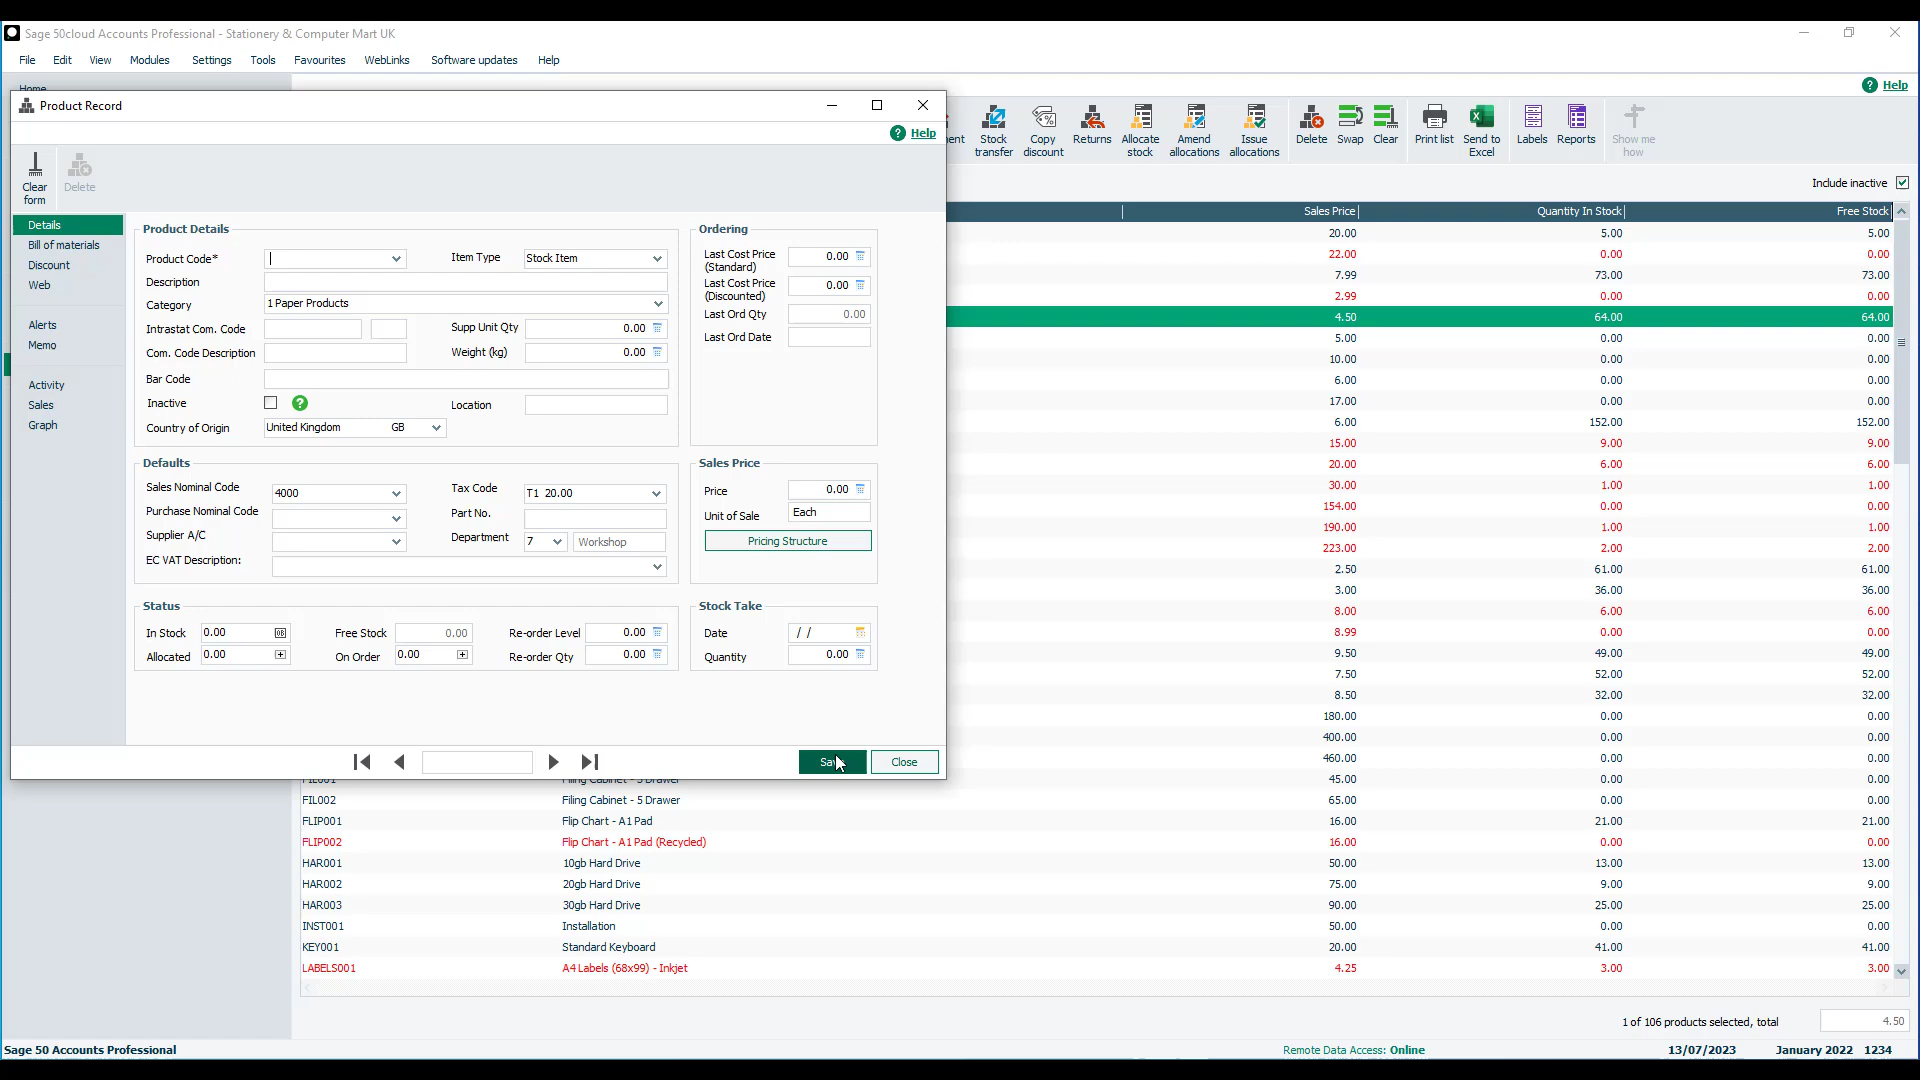 Sage 50cloud Accounts Professional - Stationery & Computer Mart UK
File Edit View Modules Settings Tools Favourites WebLinks Software updates Help
Home
Help
Product Record
Help
Stock transfer
Copy discount
Returns
Allocate stock
Amend allocations
Issue allocations
Delete
Swap
Clear
Print list
Send to Excel
Labels
Reports
Show me how
Clear form
Delete
Include inactive
Details
Bill of materials
Discount
Web
Alerts
Memo
Activity
Sales
Graph
Product Details
Product Code*
Item Type Stock Item
Description
Category 1 Paper Products
Intrastat Com. Code
Supp Unit Qty 0.00
Com. Code Description
Weight (kg) 0.00
Bar Code
Inactive
Location
Country of Origin United Kingdom GB
Ordering
Last Cost Price (Standard) 0.00
Last Cost Price (Discounted) 0.00
Last Ord Qty 0.00
Last Ord Date
Defaults
Sales Nominal Code 4000
Tax Code T1 20.00
Purchase Nominal Code
Part No.
Supplier A/C
Department 7 Workshop
EC VAT Description:
Sales Price
Price 0.00
Unit of Sale Each
Pricing Structure
Status
In Stock 0.00
Free Stock 0.00
Re-order Level 0.00
Allocated 0.00
On Order 0.00
Re-order Qty 0.00
Stock Take
Date / /
Quantity 0.00
Close
Sales Price Quantity In Stock Free Stock
20.00 5.00 5.00
22.00 0.00 0.00
7.99 73.00 73.00
2.99 0.00 0.00
4.50 64.00 64.00
5.00 0.00 0.00
10.00 0.00 0.00
6.00 0.00 0.00
17.00 0.00 0.00
6.00 152.00 152.00
15.00 9.00 9.00
20.00 6.00 6.00
30.00 1.00 1.00
154.00 0.00 0.00
190.00 1.00 1.00
223.00 2.00 2.00
2.50 61.00 61.00
3.00 36.00 36.00
8.00 6.00 6.00
8.99 0.00 0.00
9.50 49.00 49.00
7.50 52.00 52.00
8.50 32.00 32.00
180.00 0.00 0.00
400.00 0.00 0.00
460.00 0.00 0.00
45.00 0.00 0.00
FIL002 Filing Cabinet - 5 Drawer 65.00 0.00 0.00
FLIP001 Flip Chart - A1 Pad 16.00 21.00 21.00
FLIP002 Flip Chart - A1 Pad (Recycled) 16.00 0.00 0.00
HAR001 10gb Hard Drive 50.00 13.00 13.00
HAR002 20gb Hard Drive 75.00 9.00 9.00
HAR003 30gb Hard Drive 90.00 25.00 25.00
INST001 Installation 50.00 0.00 0.00
KEY001 Standard Keyboard 20.00 41.00 41.00
LABELS001 A4 Labels (68x99) - Inkjet 4.25 3.00 3.00
1 of 106 products selected, total 4.50
Sage 50 Accounts Professional
Remote Data Access: Online
13/07/2023 January 2022 1234